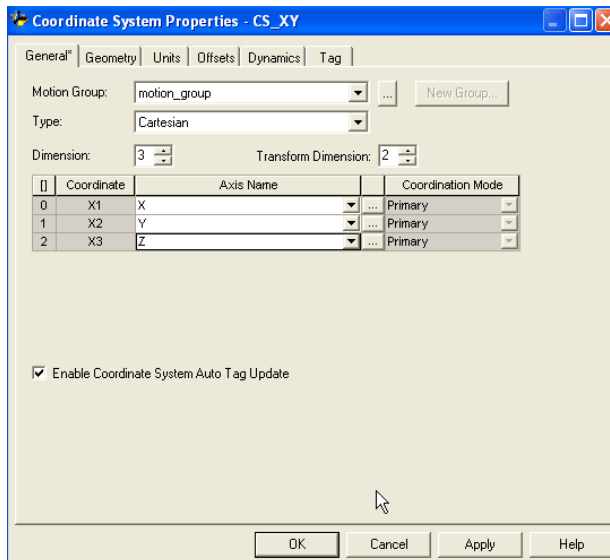 Coordinate System Properties - CS_XY
General* Geometry Units Offsets Dynamics Tag
Motion Group: motion_group ... New Group...
Type: Cartesian
Dimension: 3 Transform Dimension: 2
[] Coordinate Axis Name Coordination Mode
0 X1 X ... Primary
1 X2 Y ... Primary
2 X3 Z ... Primary
Enable Coordinate System Auto Tag Update
OK Cancel Apply Help